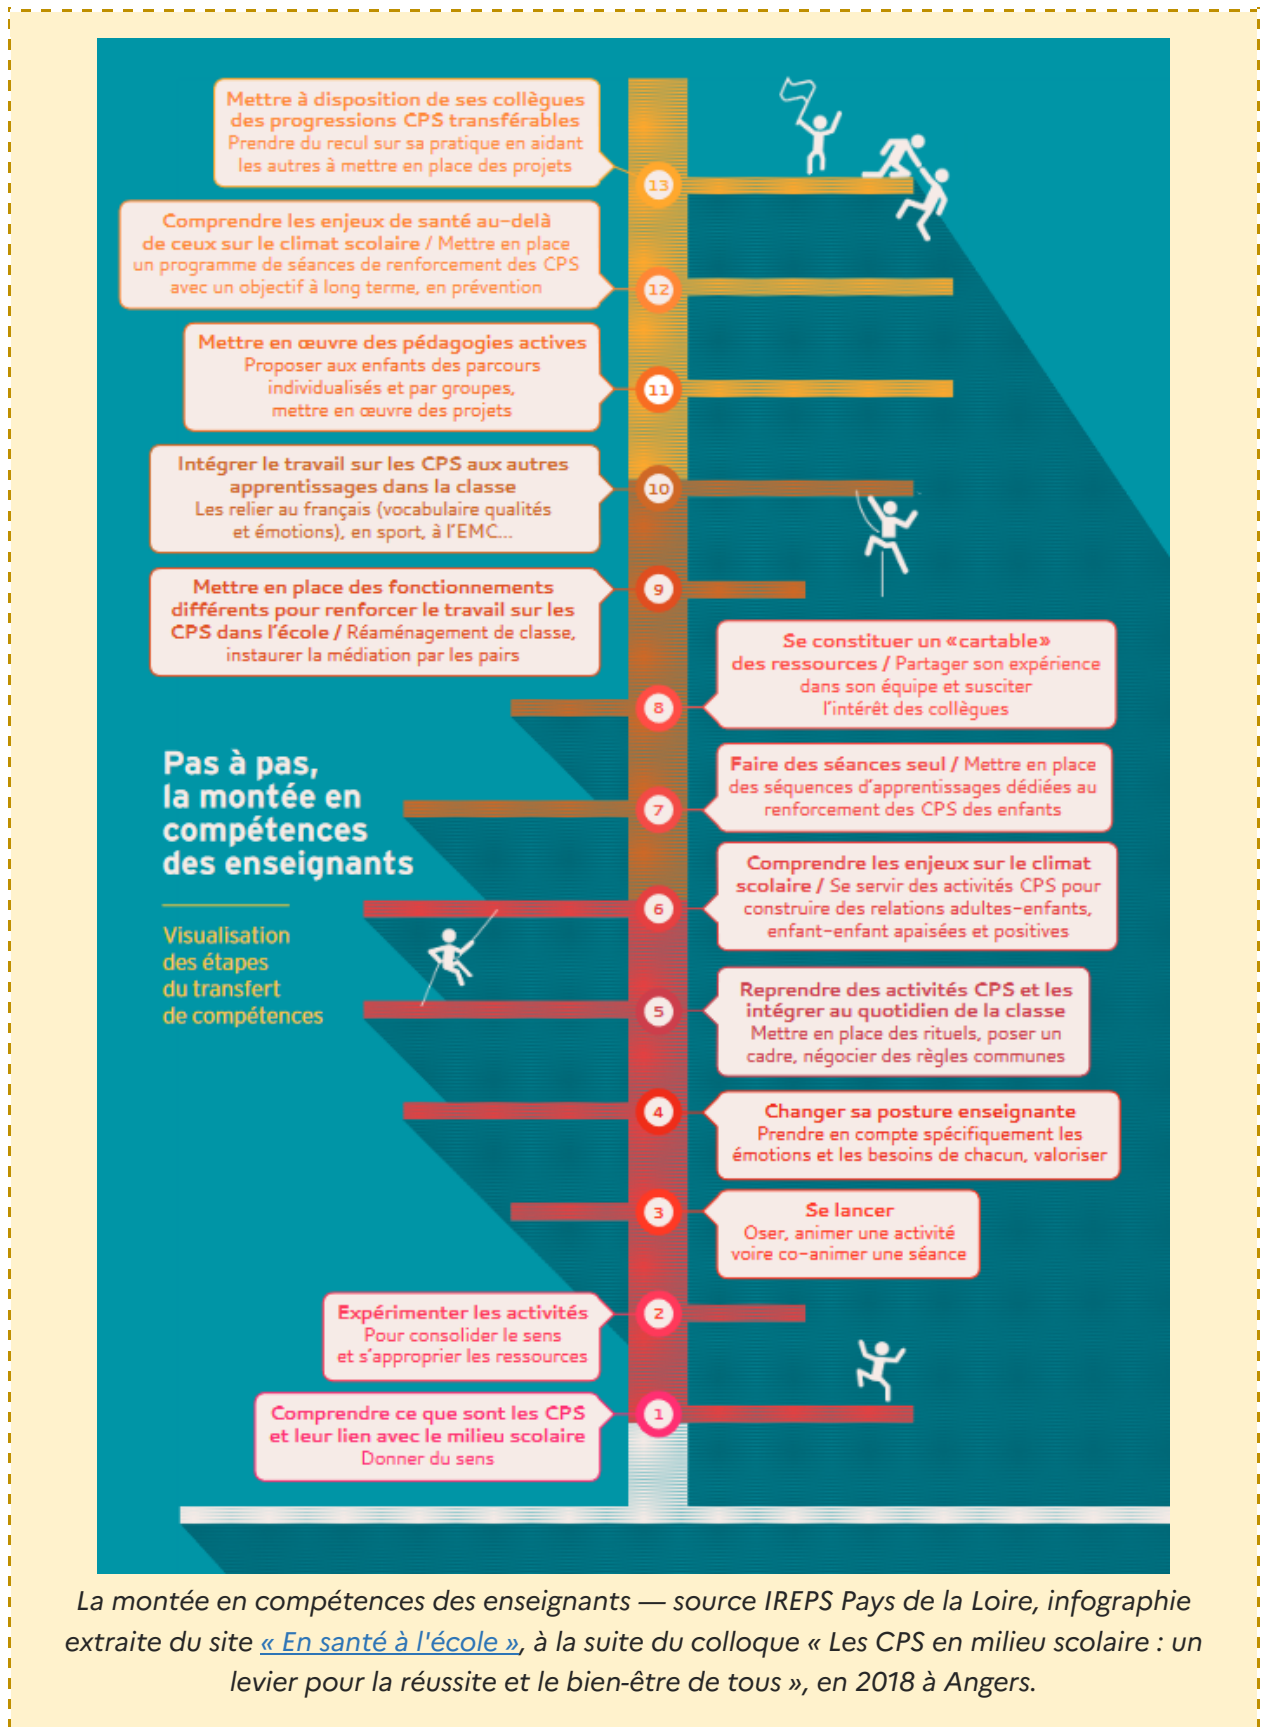 Mettre à disposition de ses collègues
des progressions CPS transférables
Prendre du recul sur sa pratique en aidant
les autres à mettre en place des projets
13
Comprendre les enjeux de santé au-delà
de ceux sur le climat scolaire / Mettre en place
un programme de séances de renforcement des CPS
avec un objectif à long terme, en prévention
12
Mettre en œuvre des pédagogies actives
Proposer aux enfants des parcours
individualisés et par groupes,
mettre en œuvre des projets
11
Intégrer le travail sur les CPS aux autres
apprentissages dans la classe
Les relier au français (vocabulaire qualités
et émotions), en sport, à l'EMC...
10
Mettre en place des fonctionnements
différents pour renforcer le travail sur les
CPS dans l'école / Réaménagement de classe,
instaurer la médiation par les pairs
9
Se constituer un «cartable»
des ressources / Partager son expérience
dans son équipe et susciter
l'intérêt des collègues
8
Pas à pas,
la montée en
compétences
des enseignants
Visualisation
des étapes
du transfert
de compétences
Faire des séances seul / Mettre en place
des séquences d'apprentissages dédiées au
renforcement des CPS des enfants
7
Comprendre les enjeux sur le climat
scolaire / Se servir des activités CPS pour
construire des relations adultes-enfants,
enfant-enfant apaisées et positives
6
Reprendre des activités CPS et les
intégrer au quotidien de la classe
Mettre en place des rituels, poser un
cadre, négocier des règles communes
5
Changer sa posture enseignante
Prendre en compte spécifiquement les
émotions et les besoins de chacun, valoriser
4
Se lancer
Oser, animer une activité
voire co-animer une séance
3
Expérimenter les activités
Pour consolider le sens
et s'approprier les ressources
2
Comprendre ce que sont les CPS
et leur lien avec le milieu scolaire
Donner du sens
1
La montée en compétences des enseignants — source IREPS Pays de la Loire, infographie
extraite du site « En santé à l'école », à la suite du colloque « Les CPS en milieu scolaire : un
levier pour la réussite et le bien-être de tous », en 2018 à Angers.